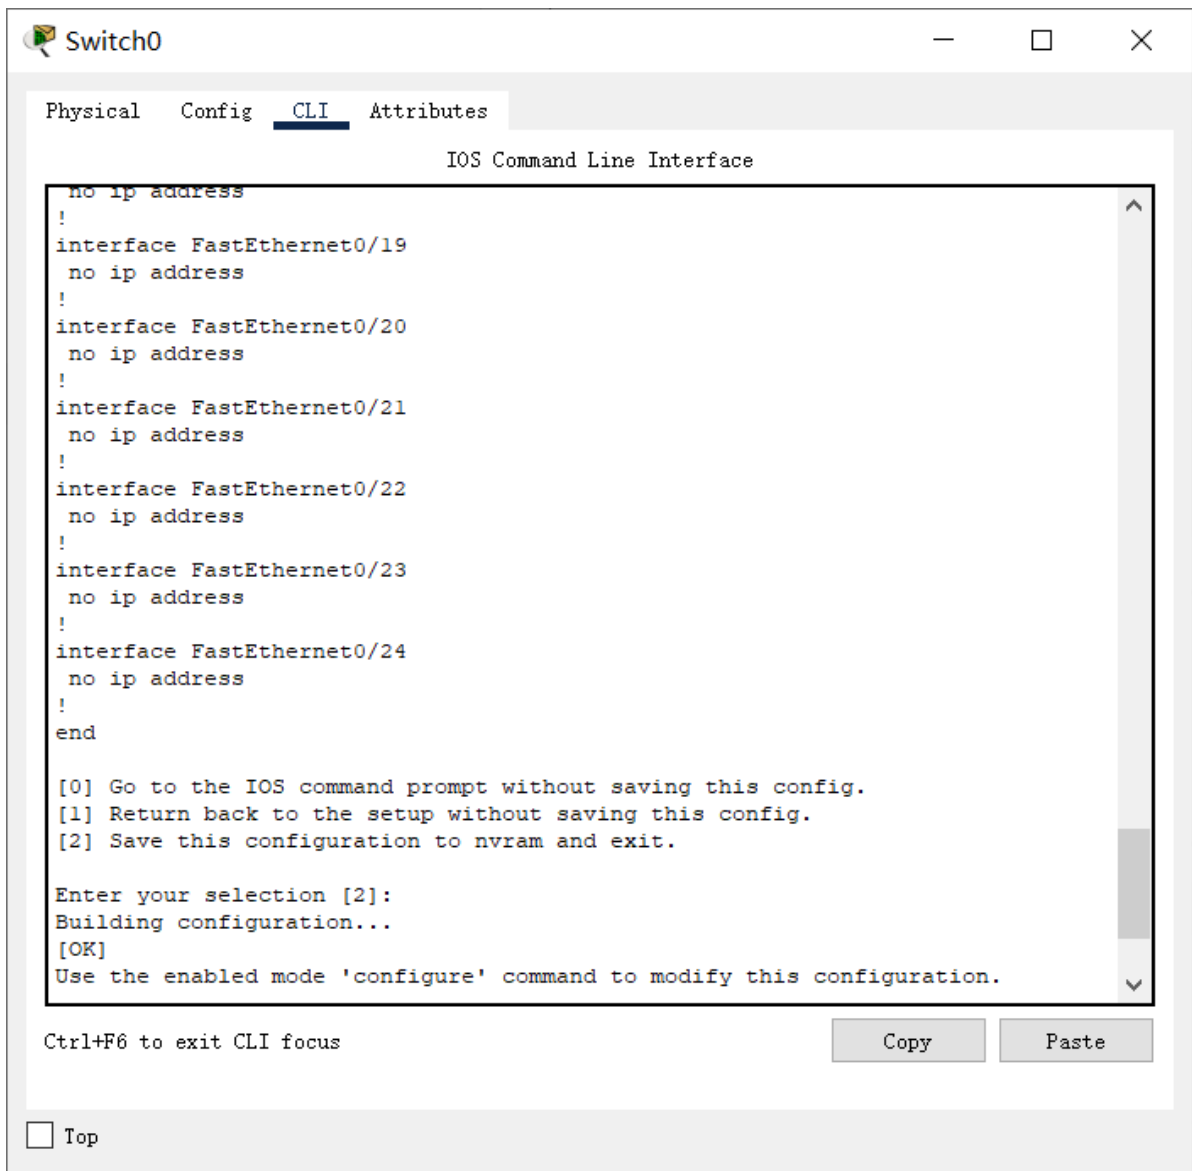 Switch0
Physical Config CLI Attributes
IOS Command Line Interface
no ip address
!
interface FastEthernet0/19
no ip address
!
interface FastEthernet0/20
no ip address
!
interface FastEthernet0/21
no ip address
!
interface FastEthernet0/22
no ip address
!
interface FastEthernet0/23
no ip address
!
interface FastEthernet0/24
no ip address
!
end
[0] Go to the IOS command prompt without saving this config.
[1] Return back to the setup without saving this config.
[2] Save this configuration to nvram and exit.
Enter your selection [2]:
Building configuration...
[OK]
Use the enabled mode 'configure' command to modify this configuration.
Ctrl+F6 to exit CLI focus
Copy Paste
Top